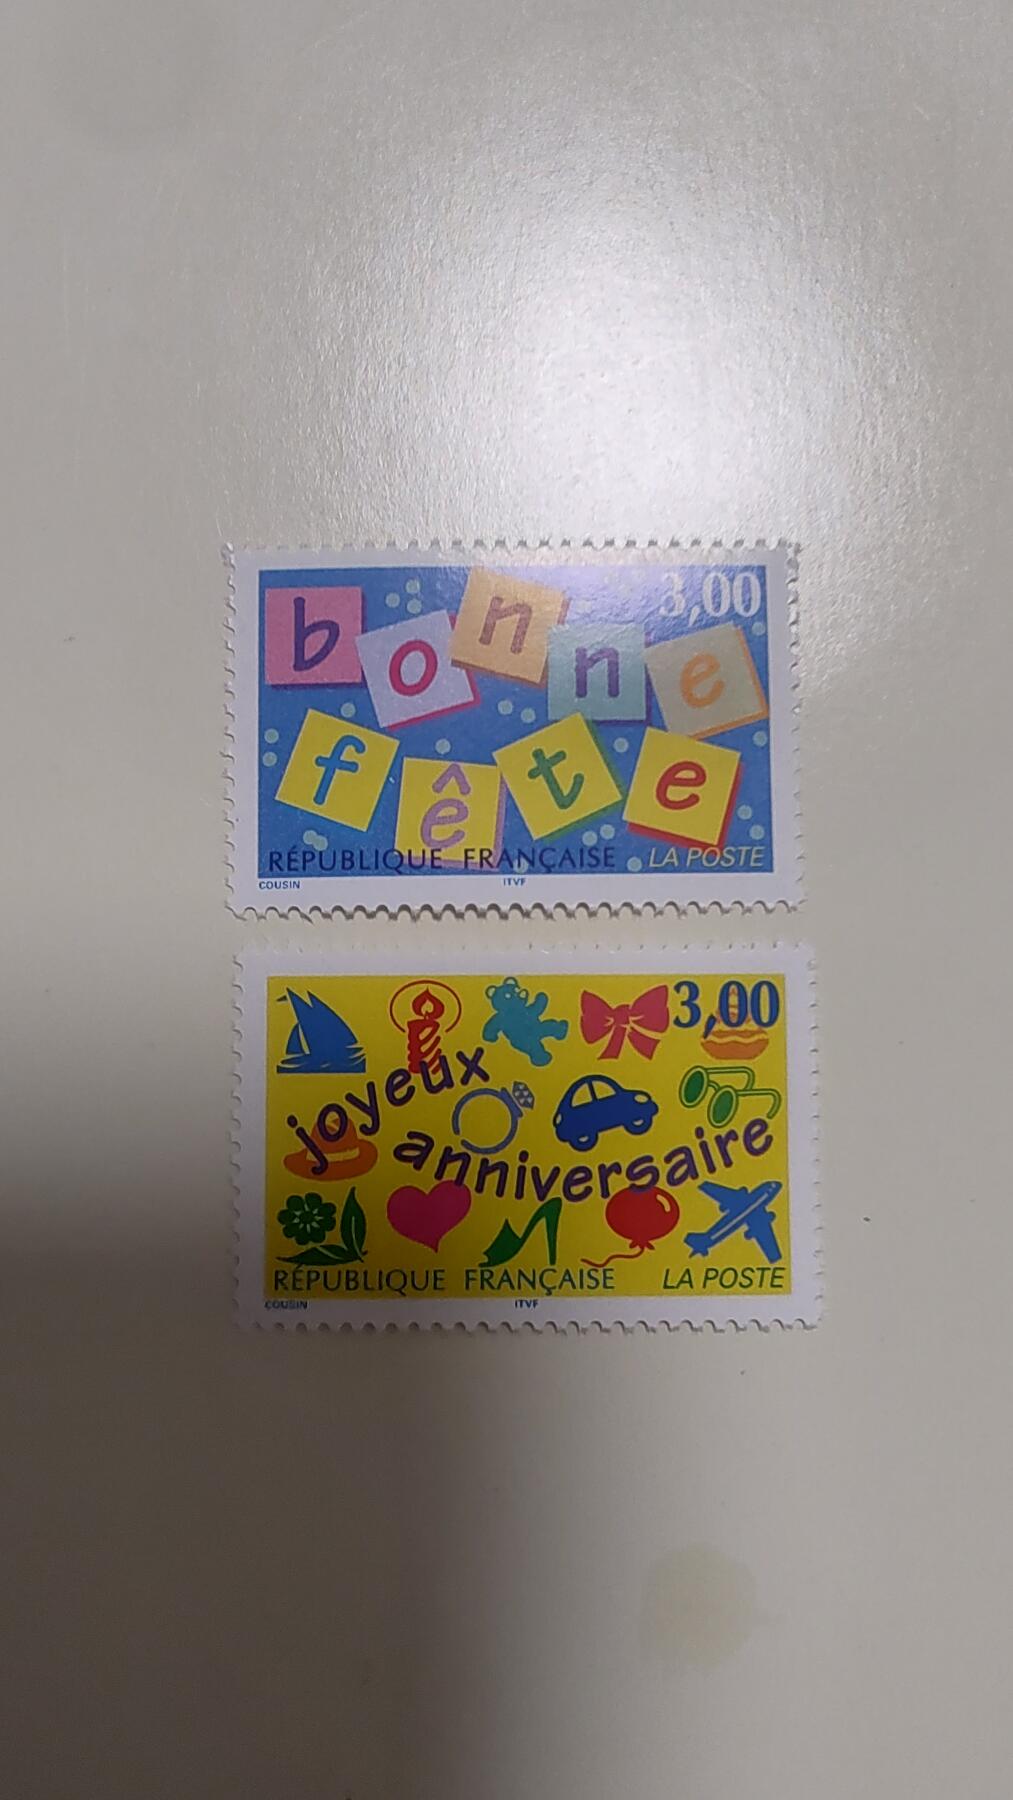 3,00
bonne
fête
RÉPUBLIQUE FRANÇAISE LA POSTE
COUSIN ITVF
3,00
joyeux
anniversaire
RÉPUBLIQUE FRANÇAISE LA POSTE
COUSIN ITVF